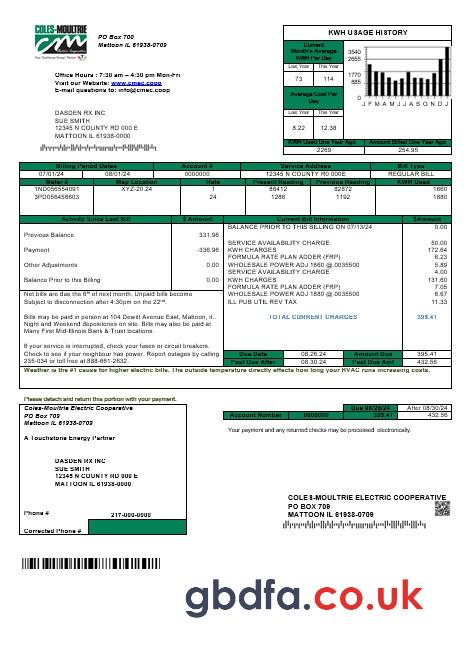 COLES-MOULTRIE
cm
PO Box 700
Mattoon IL 61938-0709
Office Hours : 7:30 am – 4:30 pm Mon-Fri
Visit our Website: www.cmec.coop
E-mail questions to: info@cmec.coop
DASDEN RX INC
SUE SMITH
12345 N COUNTY RD 000 E
MATTOON IL 61938-0709
KWH USAGE HISTORY
Current
Month's Average
KWH Per Day
Last Year This Year
73 114
Average Cost Per
Day
Last Year This Year
8.22 12.38
3540
2655
1770
885
0
J F M A M J J A S O N D J
KWH Used One Year Ago Amount Billed One Year Ago
2269 254.95
Billing Period Dates Account # Service Address Bill Type
07/01/24 08/01/24 0000000 12345 N COUNTY RD 000E REGULAR BILL
Meter # Map Location Rate Present Reading Previous Reading KWH Used
1ND056554091 XYZ-20.24 1 86412 82872 1660
3PD056456603 24 1286 1192 1880
Activity Since Last Bill $ Amount Current Bill Information $Amount
BALANCE PRIOR TO THIS BILLING ON 07/13/24 0.00
Previous Balance 331.98
SERVICE AVAILABILITY CHARGE 50.00
Payment -336.98 KWH CHARGES 172.64
FORMULA RATE PLAN ADDER (FRP) 6.23
Other Adjustments 0.00 WHOLESALE POWER ADJ 1660 @.0035500 5.89
SERVICE AVAILABILITY CHARGE 4.00
Balance Prior to This Billing 0.00 KWH CHARGES 131.60
FORMULA RATE PLAN ADDER (FRP) 7.05
Net bills are due the 6th of next month. Unpaid bills become WHOLESALE POWER ADJ 1880 @.0035500 6.67
Subject to disconnection after 4:30pm on the 22nd. ILL PUB UTIL REV TAX 11.33
Bills may be paid in person at 104 Dewitt Avenue East, Mattoon, IL. TOTAL CURRENT CHARGES 395.41
Night and Weekend depositories on site. Bills may also be paid at
Many First Mid-Illinois Bank & Trust locations.
If your service is interrupted, check your fuses or circuit breakers.
Check to see if your neighbour has power. Report outages by calling
235-034 or toll free at 888-661-2632.
Due Date 08.26.24 Amount Due 395.41
Past Due After 08.30.24 Past Due Amt 432.56
Weather is the #1 cause for higher electric bills. The outside temperature directly effects how long your HVAC runs increasing costs.
Please detach and return this portion with your payment.
Coles-Moultrie Electric Cooperative
PO Box 709
Mattoon IL 61938-0709
A Touchstone Energy Partner
DASDEN RX INC
SUE SMITH
12345 N COUNTY RD 000 E
MATTOON IL 61938-0709
Phone # 217-000-0000
Corrected Phone #
Due 08/26/24 After 08/30/24
Account Number 0000000 395.41 432.56
Your payment and any returned checks may be processed electronically.
COLES-MOULTRIE ELECTRIC COOPERATIVE
PO BOX 709
MATTOON IL 61938-0709
gbdfa.co.uk